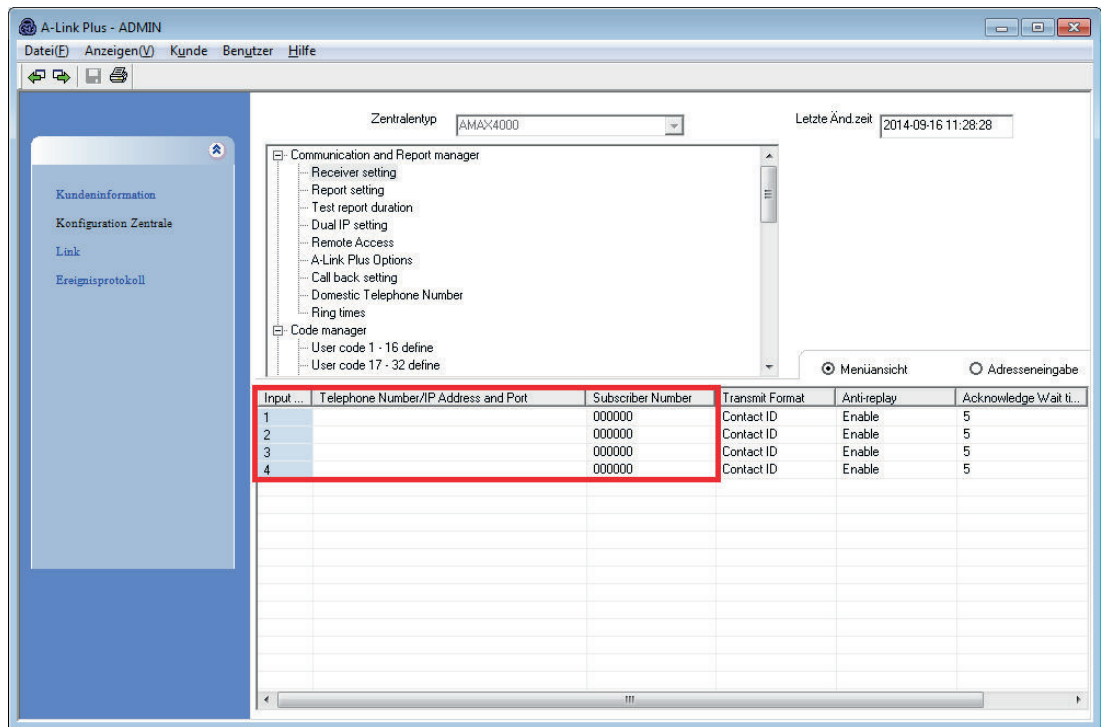 A-Link Plus - ADMIN
Datei(F) Anzeigen(V) Kunde Benutzer Hilfe
Zentralentyp AMAX4000 Letzte Änd.zeit 2014-09-16 11:28:28
Communication and Report manager
Receiver setting
Report setting
Test report duration
Dual IP setting
Remote Access
A-Link Plus Options
Call back setting
Domestic Telephone Number
Ring times
Code manager
User code 1 - 16 define
User code 17 - 32 define
Kundeninformation
Konfiguration Zentrale
Link
Ereignisprotokoll
Menüansicht Adresseneingabe
Input ... Telephone Number/IP Address and Port Subscriber Number Transmit Format Anti-replay Acknowledge Wait ti...
1 000000 Contact ID Enable 5
2 000000 Contact ID Enable 5
3 000000 Contact ID Enable 5
4 000000 Contact ID Enable 5